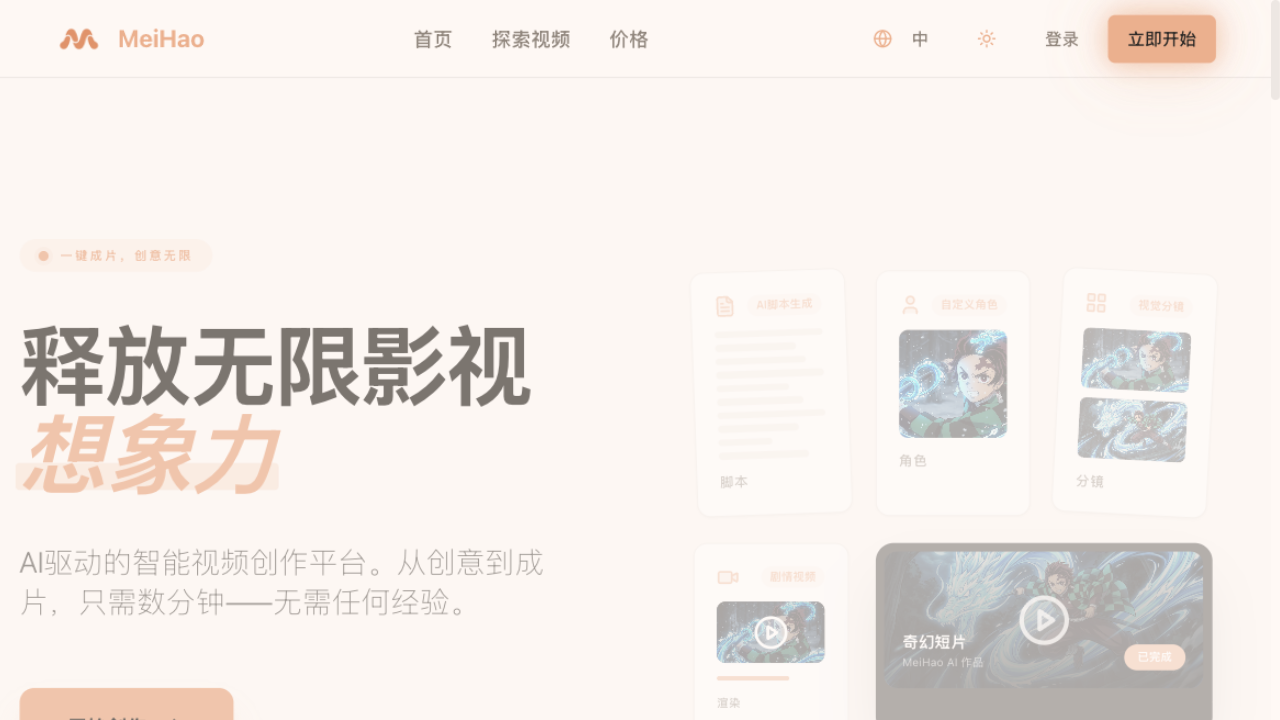 MeiHao
首页 探索视频 价格
中 登录 立即开始
一键成片，创意无限
释放无限影视
想象力
AI驱动的智能视频创作平台。从创意到成
片，只需数分钟——无需任何经验。
AI脚本生成
脚本
自定义角色
角色
视觉分镜
分镜
剧情视频
渲染
奇幻短片
MeiHao AI 作品
已完成